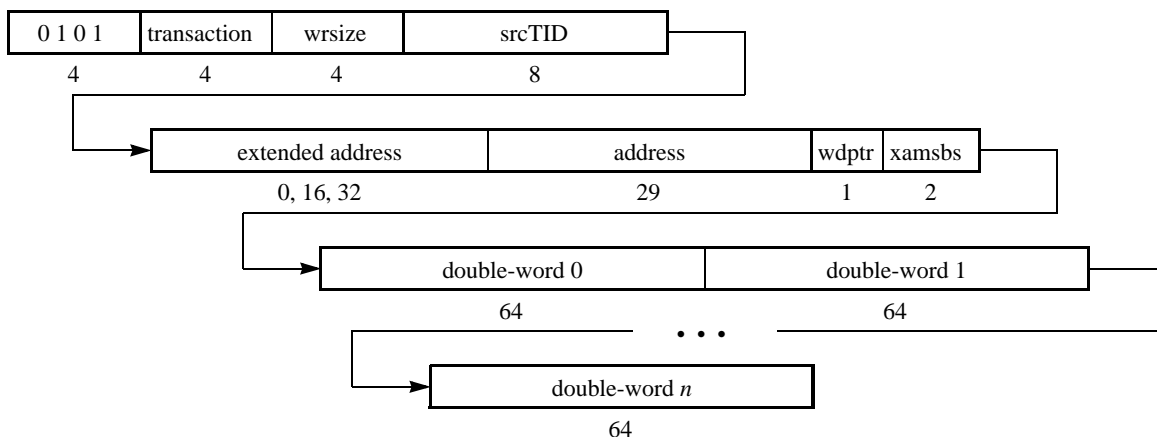 0 1 0 1 transaction wrsize srcTID
4 4 4 8
extended address address wdptr xamsbs
0, 16, 32 29 1 2
double-word 0 double-word 1
64 64
• • •
double-word n
64